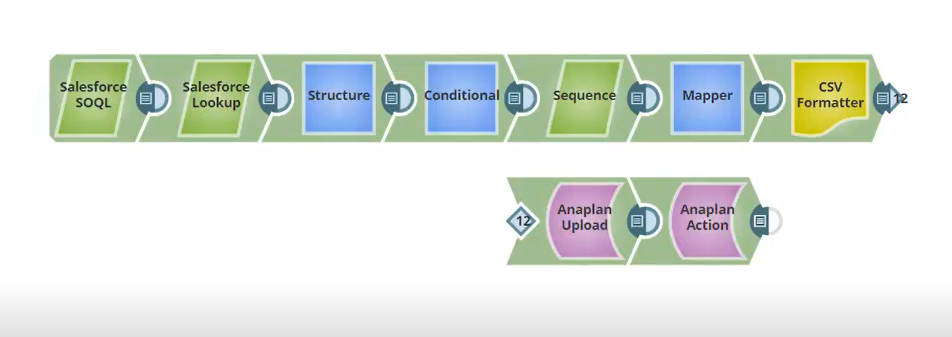 Salesforce
SOQL
Salesforce
Lookup
Structure
Conditional
Sequence
Mapper
CSV
Formatter
12
12
Anaplan
Upload
Anaplan
Action